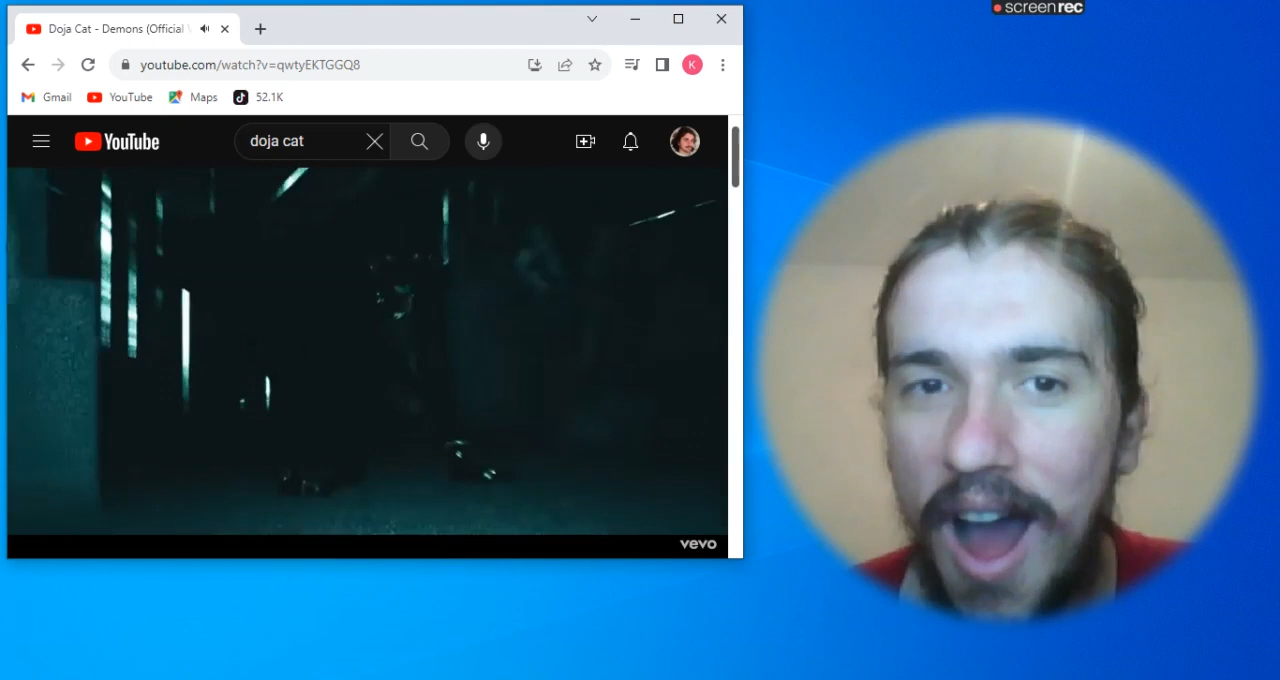 screenrec
Doja Cat - Demons (Official
youtube.com/watch?v=qwtyEKTGGQ8
K
Gmail YouTube Maps 52.1K
YouTube
doja cat
vevo